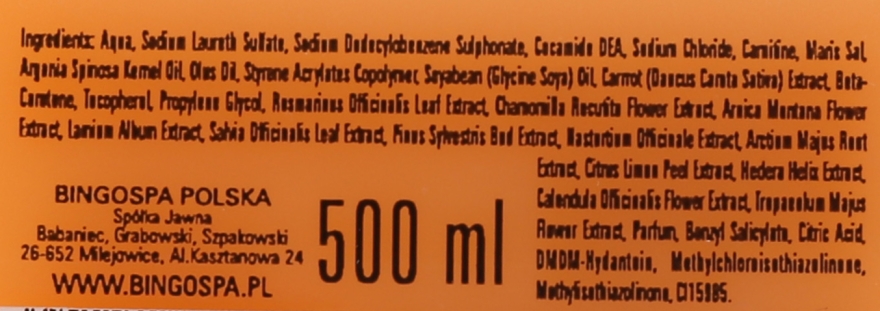 Ingredients: Aqua, Sodium Laureth Sulfate, Sodium Dodecylobenzene Sulphonate, Cocamide DEA, Sodium Chloride, Carnitine, Maris Sal,
Argania Spinosa Kernel Oil, Olus Oil, Styrene Acrylates Copolymer, Soyabean (Glycine Soya) Oil, Carrrot (Daucus Carota Sativa) Extract, Beta-
Carotene, Tocopherol, Propylene Glycol, Rosmarinus Officinalis Leaf Extract, Chamomilla Recutita Flower Extract, Arnica Montana Flower
Extract, Lamium Album Extract, Salvia Officinalis Leaf Extract, Pinus Sylvestris Bud Extract, Nasturtium Officinale Extract, Arctium Majus Root
Extract, Citrus Limon Peel Extract, Hedera Helix Extract,
Calendula Officinalis Flower Extract, Tropaeolum Majus
Flower Extract, Parfum, Benzyl Salicylate, Citric Acid,
DMDM-Hydantoin, Methylchloroisothiazolinone,
Methylisothiazolinone, CI15985.
BINGOSPA POLSKA
Spółka Jawna
Babaniec, Grabowski, Szpakowski
26-652 Milejowice, Al.Kasztanowa 24
WWW.BINGOSPA.PL
500 ml